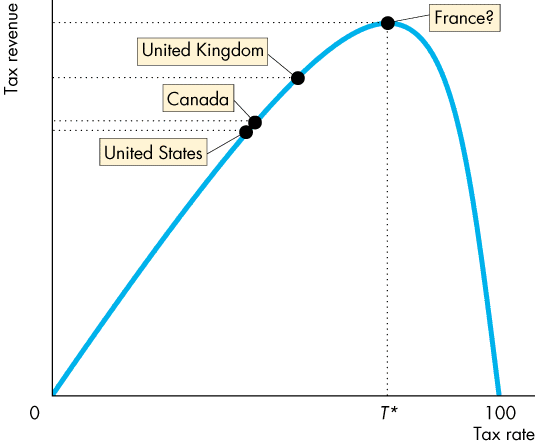 Tax revenue
France?
United Kingdom
Canada
United States
0
T*
100
Tax rate